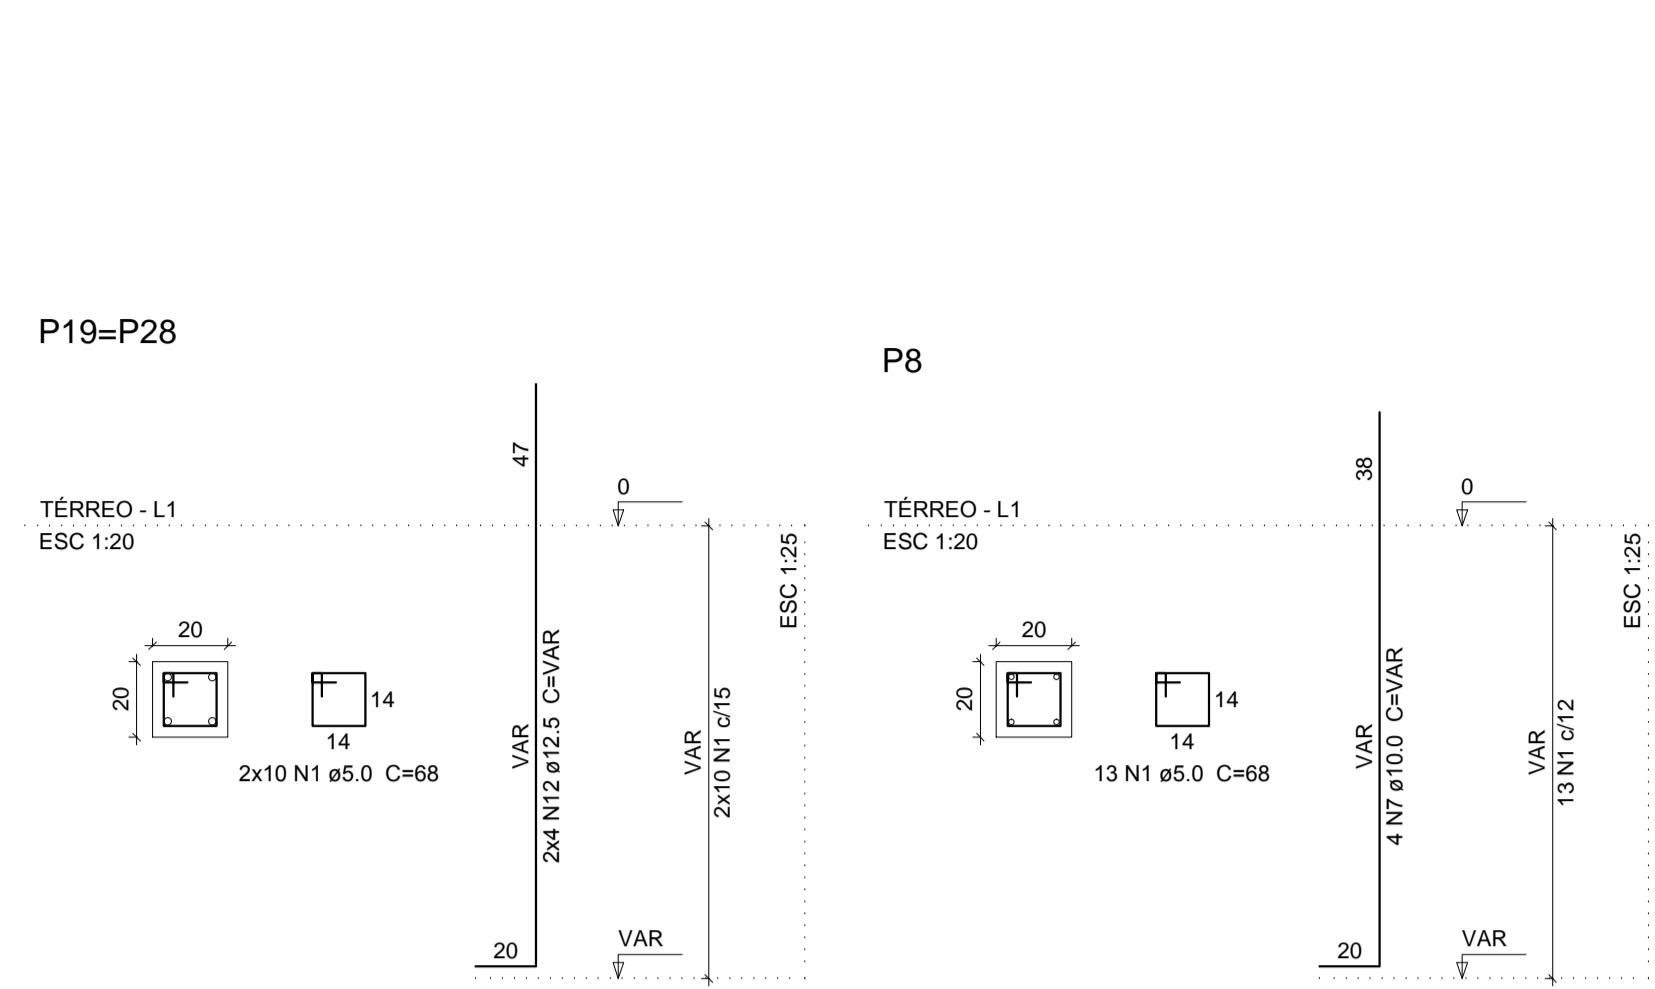 P19=P28
47
0
TÉRREO - L1
ESC 1:20
ESC 1:25
20
20
14
14
2x10 N1 ø5.0 C=68
VAR
2x4 N12 ø12.5 C=VAR
VAR
2x10 N1 c/15
20
VAR
P8
38
0
TÉRREO - L1
ESC 1:20
ESC 1:25
20
20
14
14
13 N1 ø5.0 C=68
VAR
4 N7 ø10.0 C=VAR
VAR
13 N1 c/12
20
VAR